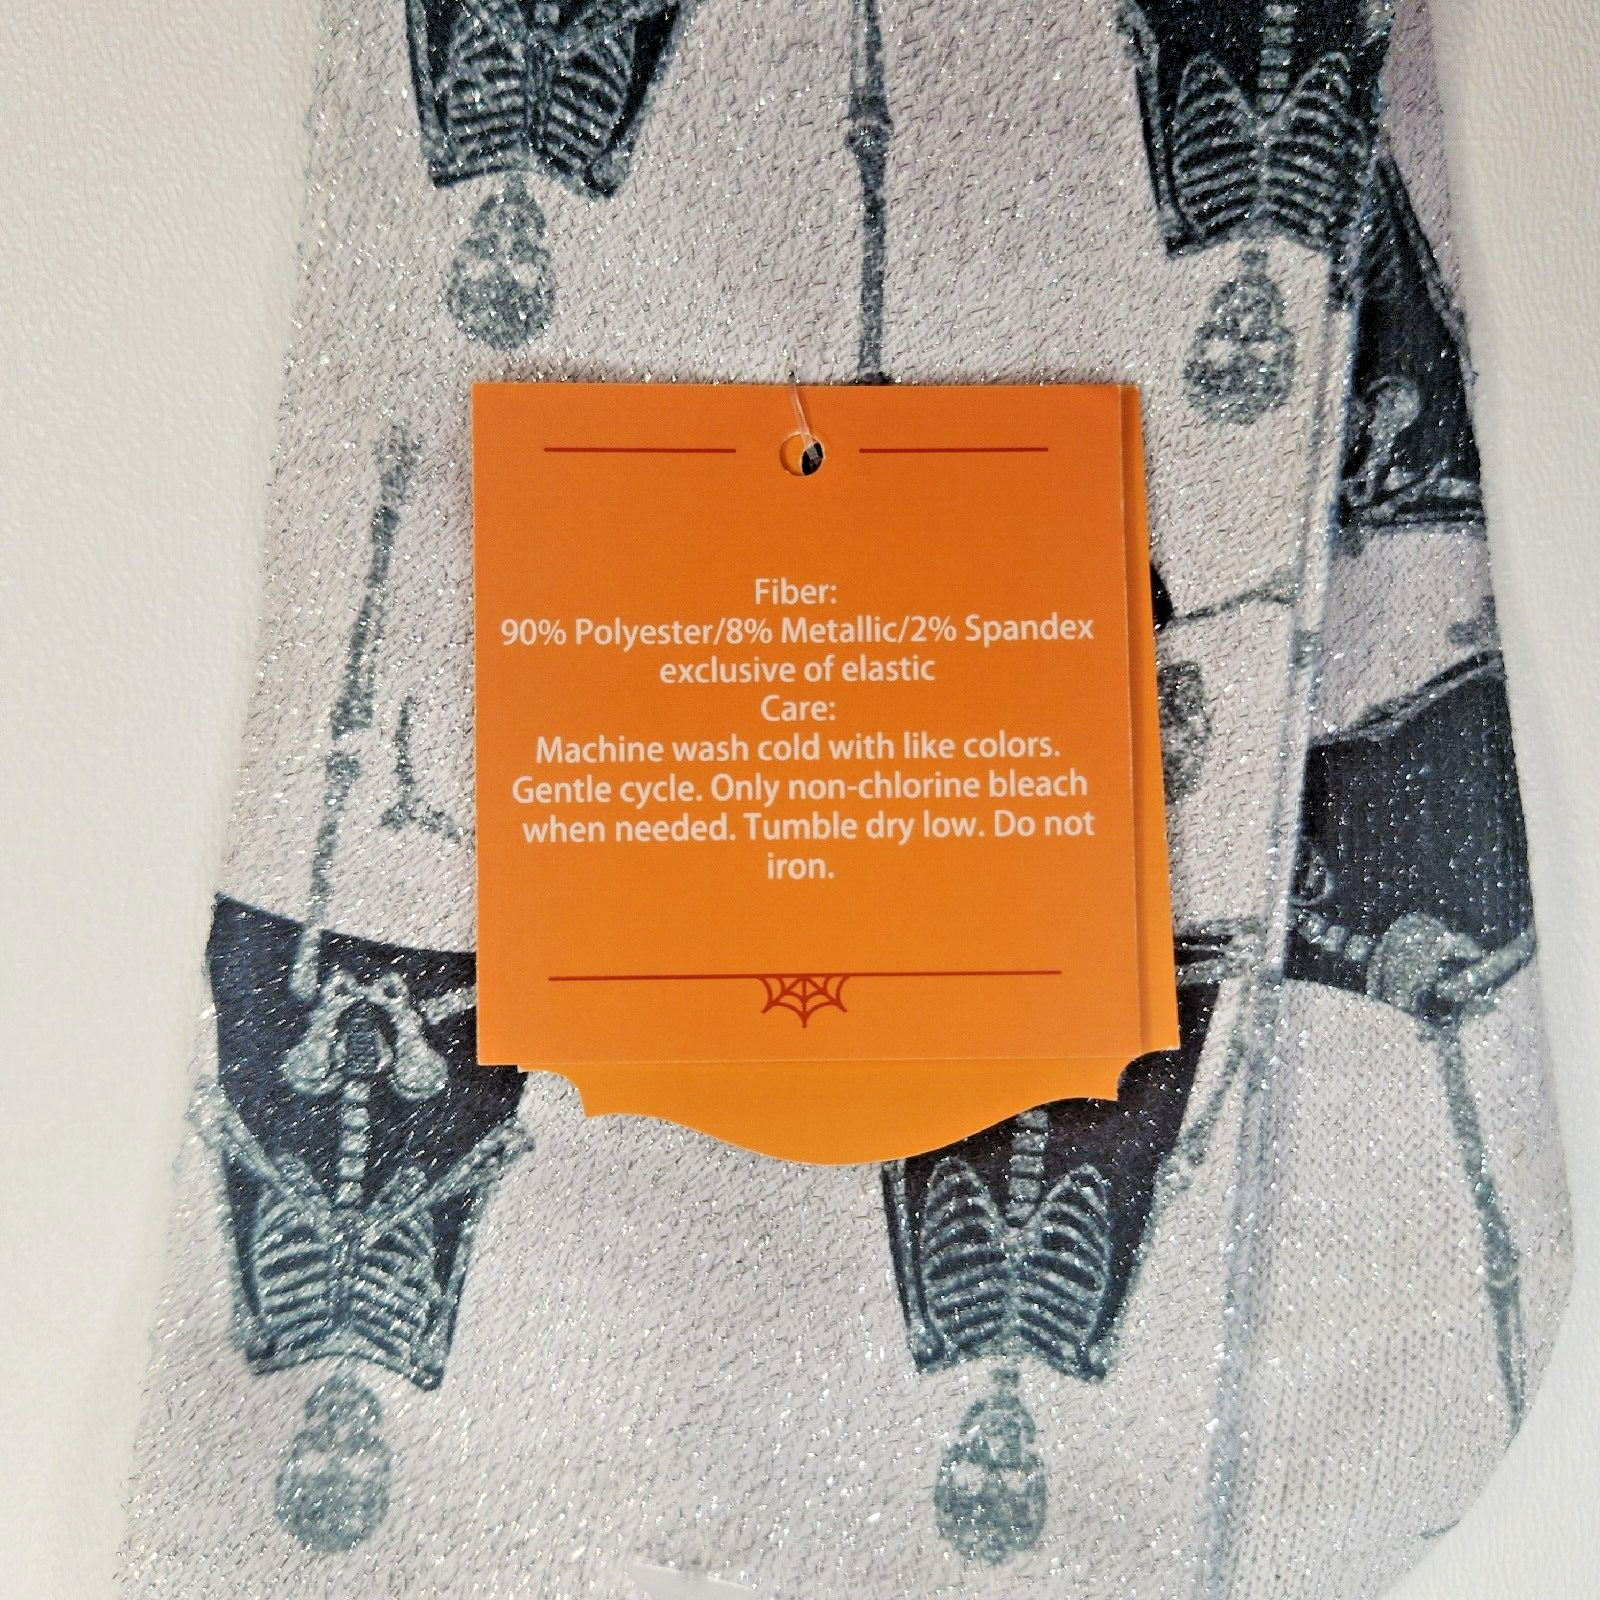 Fiber:
90% Polyester/8% Metallic/2% Spandex
exclusive of elastic
Care:
Machine wash cold with like colors.
Gentle cycle. Only non-chlorine bleach
when needed. Tumble dry low. Do not
iron.